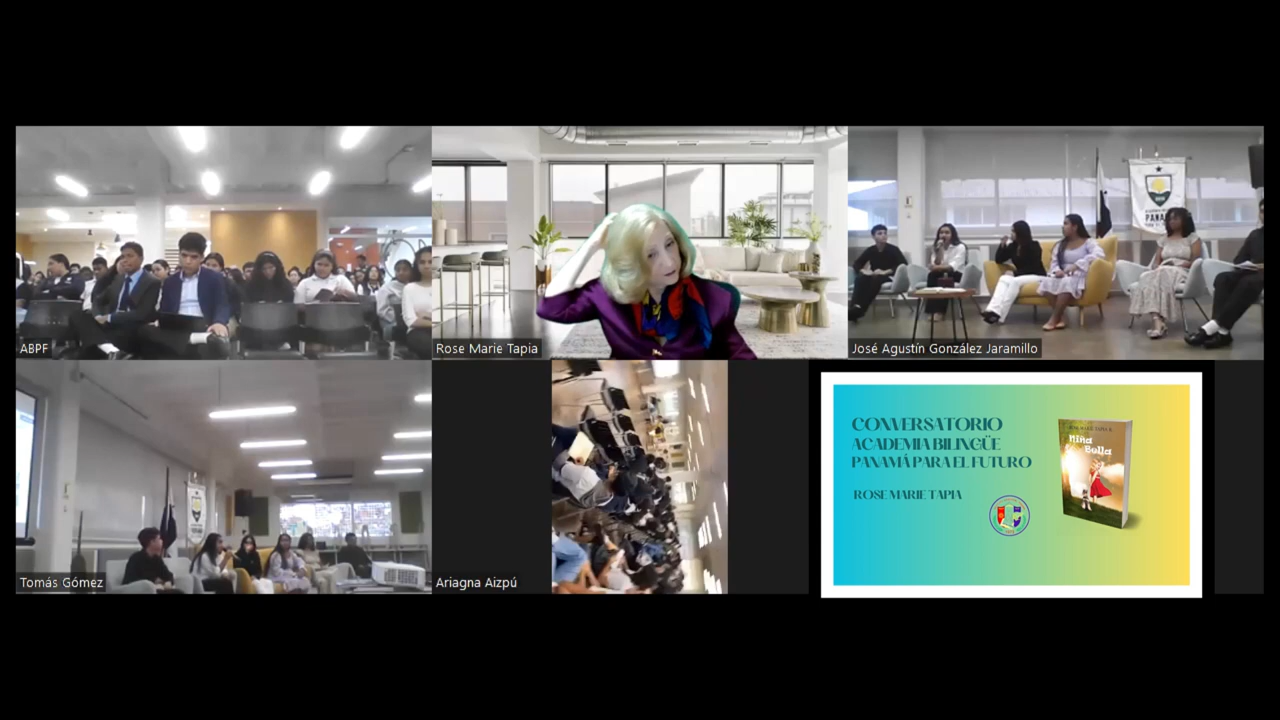 ABPF
Rose Marie Tapia
José Agustín González Jaramillo
PANAMÁ
Tomás Gómez
Ariagna Aizpú
CONVERSATORIO
ACADEMIA BILINGÜE
PANAMÁ PARA EL FUTURO
ROSE MARIE TAPIA
Niña
Bella